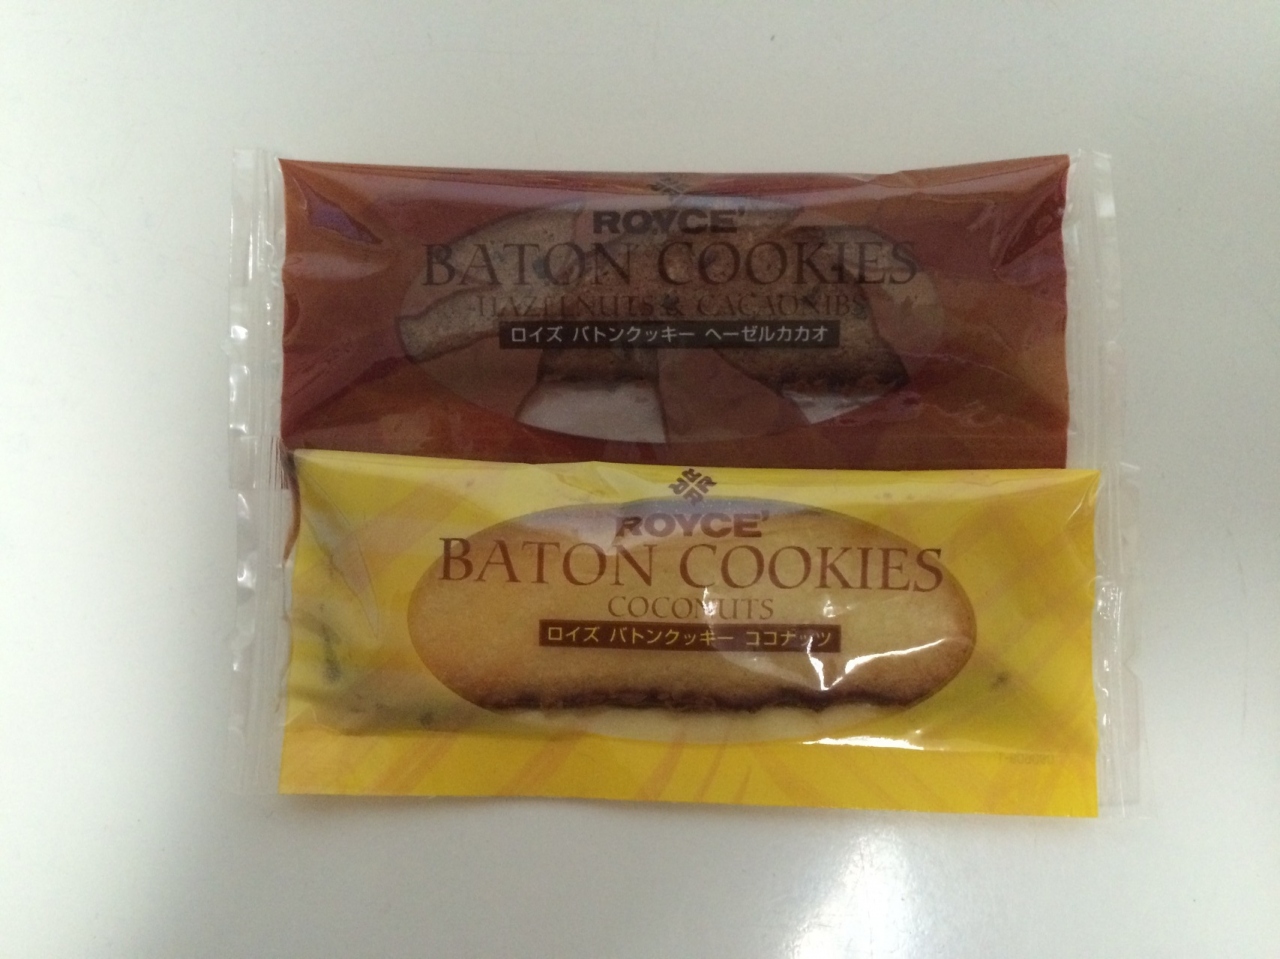 ROYCE'
BATON COOKIES
HAZELNUTS & CACAONIBS
ロイズ バトンクッキー ヘーゼルカカオ
ROYCE'
BATON COOKIES
COCONUTS
ロイズ バトンクッキー ココナッツ